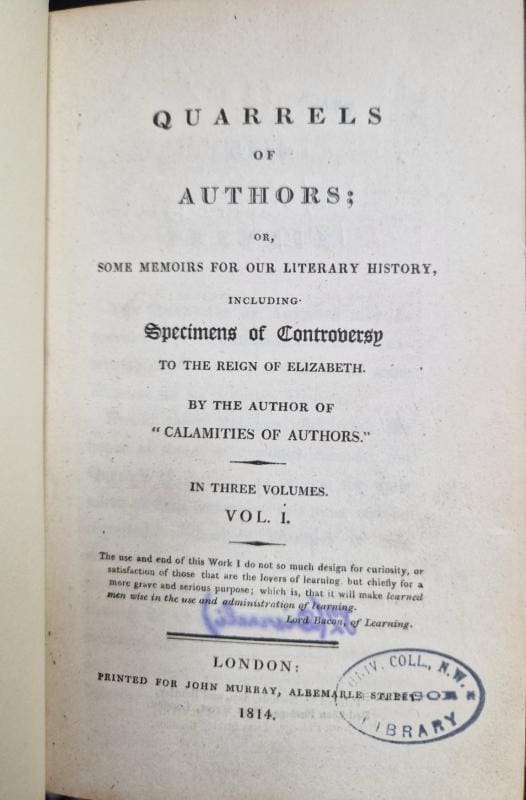 QUARRELS
OF
AUTHORS;
OR,
SOME MEMOIRS FOR OUR LITERARY HISTORY,
INCLUDING
Specimens of Controversy
TO THE REIGN OF ELIZABETH.
BY THE AUTHOR OF
"CALAMITIES OF AUTHORS."
IN THREE VOLUMES.
VOL. I.
The use and end of this Work I do not so much design for curiosity, or
satisfaction of those that are the lovers of learning, but chiefly for a
more grave and serious purpose; which is, that it will make learned
men wise in the use and administration of learning.
Lord Bacon, of Learning.
LONDON:
PRINTED FOR JOHN MURRAY, ALBEMARLE STREET.
1814.
COLL., N.W.
LIBRARY